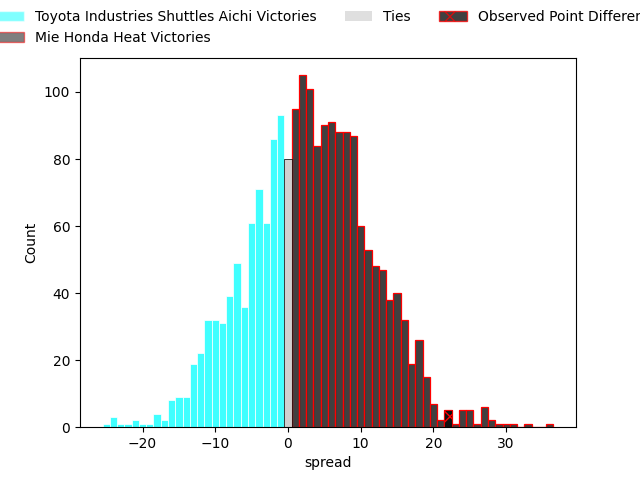 Toyota Industries Shuttles Aichi Victories Ties Observed Point Differen
Mie Honda Heat Victories
100
80
60
40
20
0
Count
−20 −10 0 10 20 30
spread